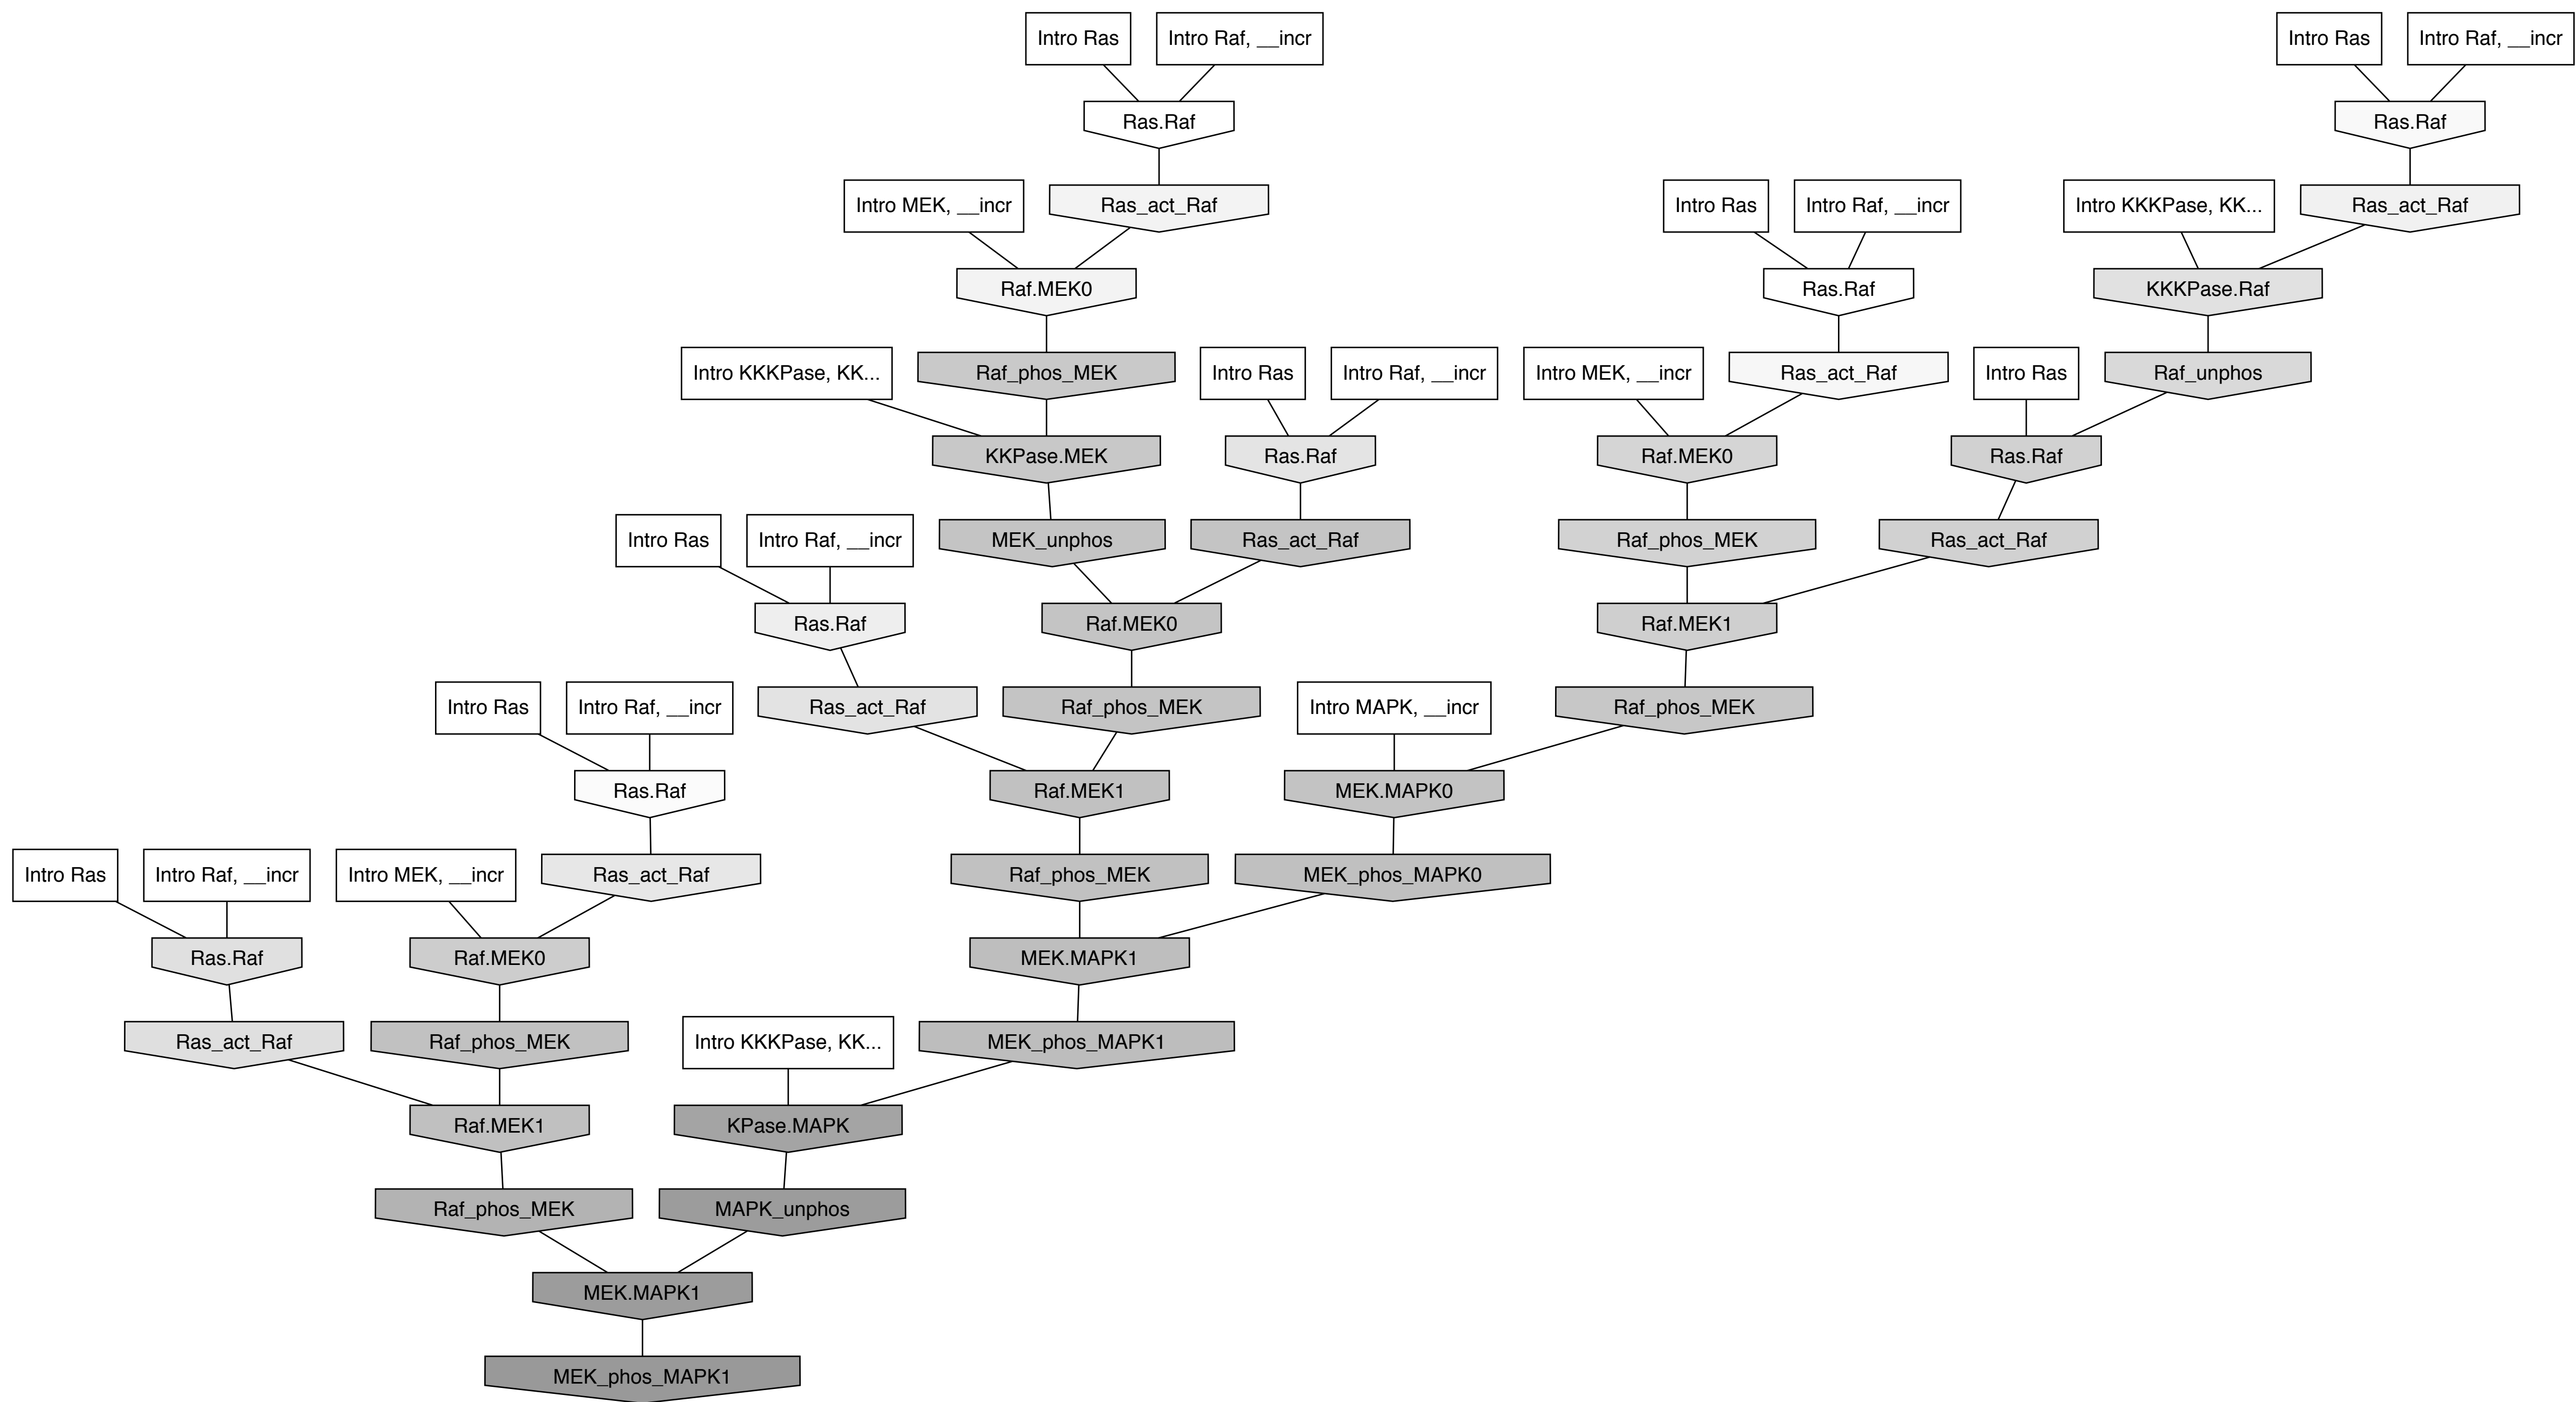 Intro Ras
Intro Raf, __incr
Intro Ras
Intro Raf, __incr
Ras.Raf
Ras.Raf
Intro MEK, __incr
Ras_act_Raf
Intro Ras
Intro Raf, __incr
Intro KKKPase, KK...
Ras_act_Raf
Raf.MEK0
Ras.Raf
KKKPase.Raf
Intro KKKPase, KK...
Raf_phos_MEK
Intro Ras
Intro Raf, __incr
Intro MEK, __incr
Ras_act_Raf
Intro Ras
Raf_unphos
KKPase.MEK
Ras.Raf
Raf.MEK0
Ras.Raf
Intro Ras
Intro Raf, __incr
MEK_unphos
Ras_act_Raf
Raf_phos_MEK
Ras_act_Raf
Ras.Raf
Raf.MEK0
Raf.MEK1
Intro Ras
Intro Raf, __incr
Ras_act_Raf
Raf_phos_MEK
Intro MAPK, __incr
Raf_phos_MEK
Ras.Raf
Raf.MEK1
MEK.MAPK0
Intro Ras
Intro Raf, __incr
Intro MEK, __incr
Ras_act_Raf
Raf_phos_MEK
MEK_phos_MAPK0
Ras.Raf
Raf.MEK0
MEK.MAPK1
Ras_act_Raf
Raf_phos_MEK
Intro KKKPase, KK...
MEK_phos_MAPK1
Raf.MEK1
KPase.MAPK
Raf_phos_MEK
MAPK_unphos
MEK.MAPK1
MEK_phos_MAPK1